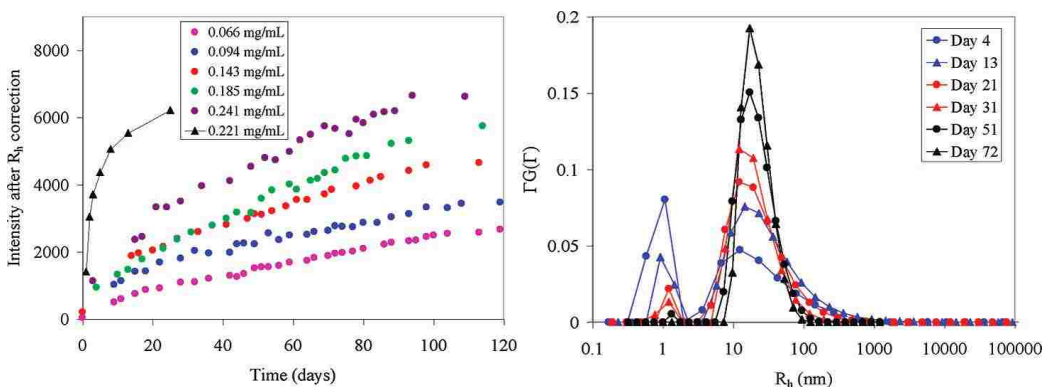 Intensity after Rh correction
8000
6000
4000
2000
0
0.066 mg/mL
0.094 mg/mL
0.143 mg/mL
0.185 mg/mL
0.241 mg/mL
0.221 mg/mL
0 20 40 60 80 100 120
Time (days)
ΓG(Γ)
0.2
0.15
0.1
0.05
0
Day 4
Day 13
Day 21
Day 31
Day 51
Day 72
0.1 1 10 100 1000 10000 100000
Rh (nm)